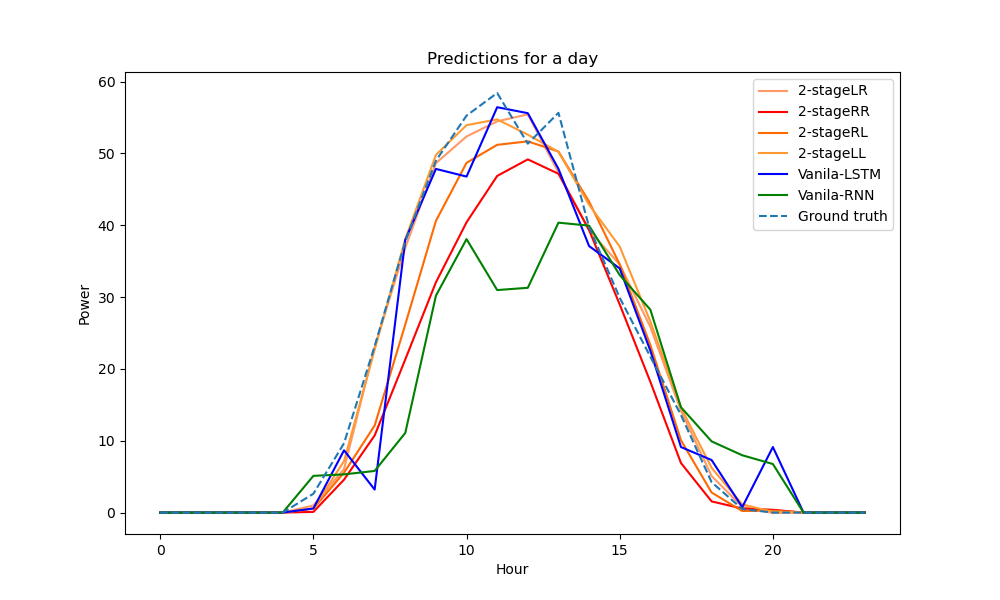 Predictions for a day
60
50
40
30
20
10
0
Power
0 5 10 15 20
Hour
2-stageLR
2-stageRR
2-stageRL
2-stageLL
Vanila-LSTM
Vanila-RNN
Ground truth